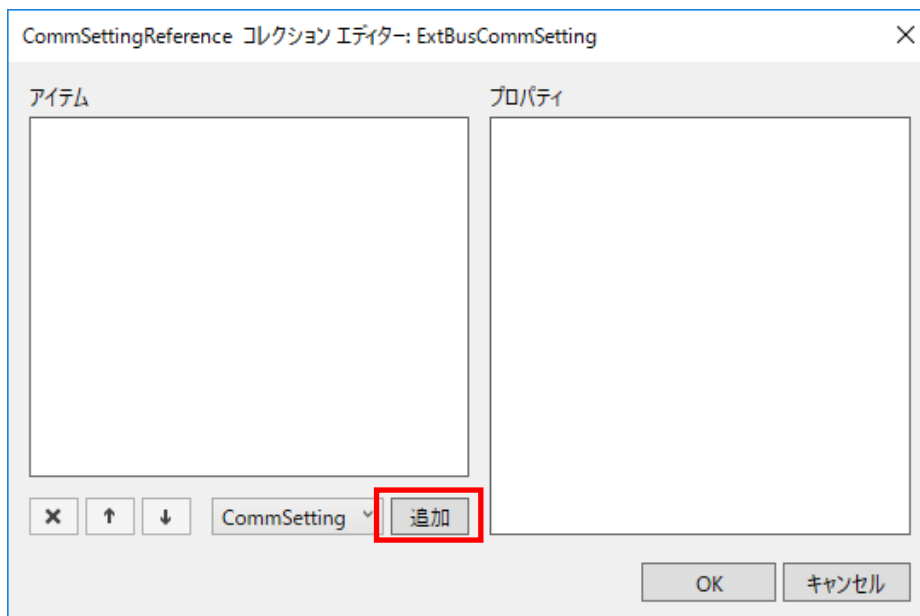 CommSettingReference コレクション エディター: ExtBusCommSetting
アイテム
プロパティ
CommSetting
追加
OK
キャンセル